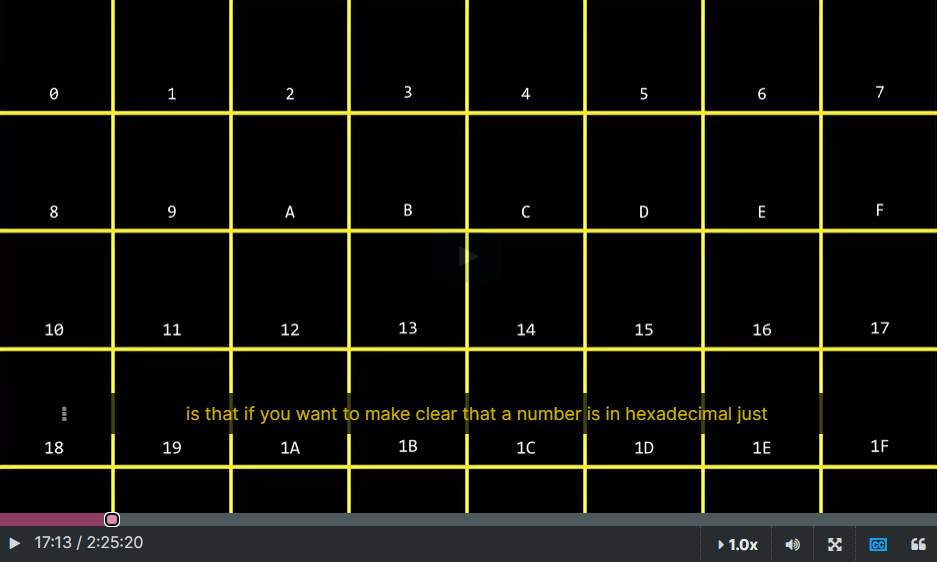 0 1 2 3 4 5 6 7
8 9 A B C D E F
10 11 12 13 14 15 16 17
is that if you want to make clear that a number is in hexadecimal just
18 19 1A 1B 1C 1D 1E 1F
17:13 / 2:25:20 1.0x CC